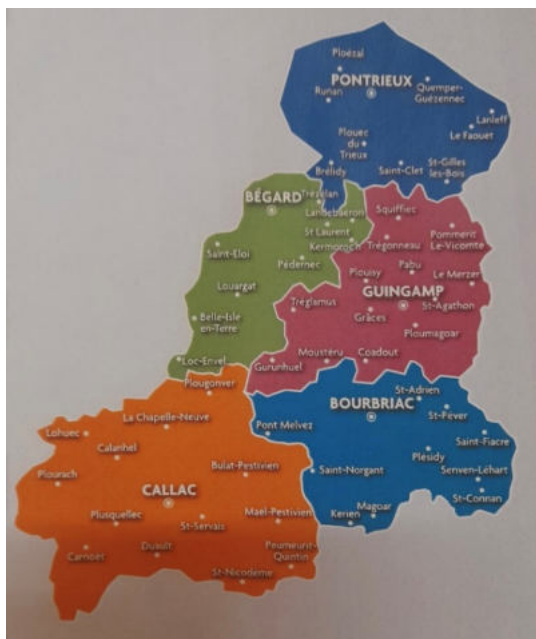 Ploëzal
PONTRIEUX
Runan
Quemper-
Guézennec
Lanleff
Le Faouët
Plouec
du
Trieux
Brélidy
Saint-Clet
St-Gilles
les-Bois
Trévélan
BÉGARD
Landebaëron
Squiffiec
St Laurent
Kermoroch
Trégonneau
Pommerit
Le-Vicomte
Saint-Eloi
Pédernec
Plouisy
Pabu
Le Merzer
Louargat
GUINGAMP
St-Agathon
Tréglamus
Grâces
Belle-Isle
en-Terre
Ploumagoar
Loc-Envel
Gurunhuel
Moustéru
Coadout
Plougonver
St-Adrien
BOURBRIAC
St-Péver
La Chapelle-Neuve
Lohuec
Pont Melvez
Saint-Fiacre
Calanhel
Plésidy
Bulat-Pestivien
Saint-Norgant
Senven-Léhart
Plourach
CALLAC
St-Connan
Magoar
Kerien
Plusquellec
St-Servais
Maël-Pestivien
Carnoët
Duault
Peumeurit-
Quintin
St-Nicodème